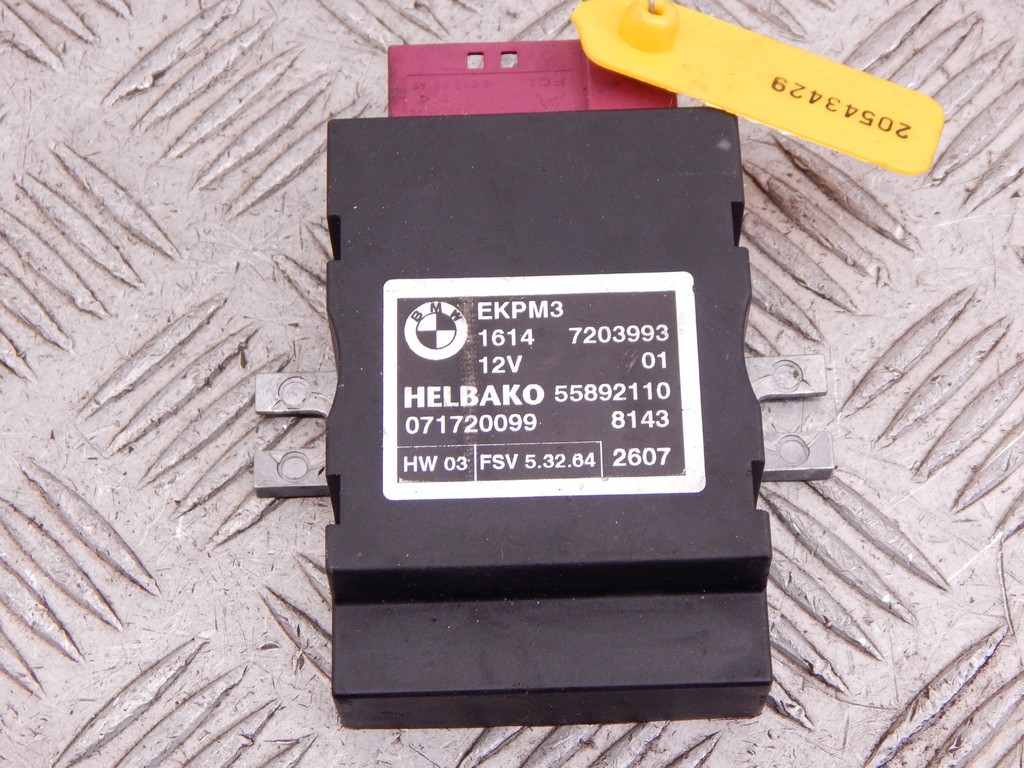 20543429
BMW
EKPM3
1614 7203993
12V 01
HELBAKO 55892110
071720099 8143
HW 03 FSV 5.32.64 2607